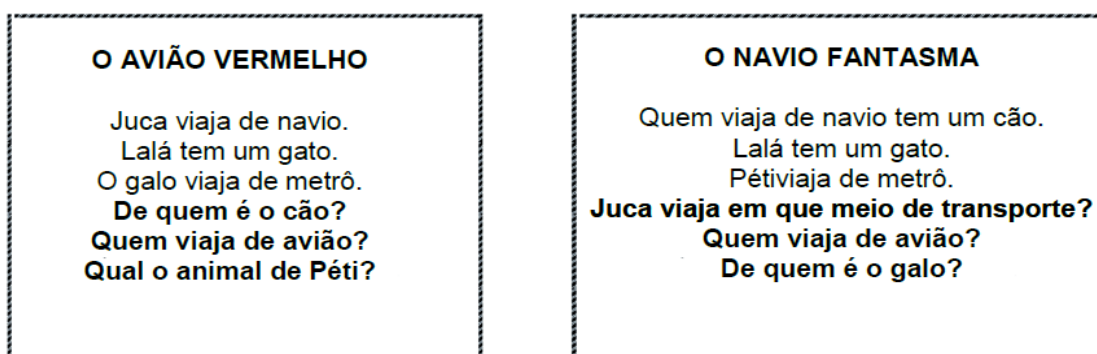 O AVIÃO VERMELHO
Juca viaja de navio.
Lalá tem um gato.
O galo viaja de metrô.
De quem é o cão?
Quem viaja de avião?
Qual o animal de Péti?
O NAVIO FANTASMA
Quem viaja de navio tem um cão.
Lalá tem um gato.
Pétiviaja de metrô.
Juca viaja em que meio de transporte?
Quem viaja de avião?
De quem é o galo?